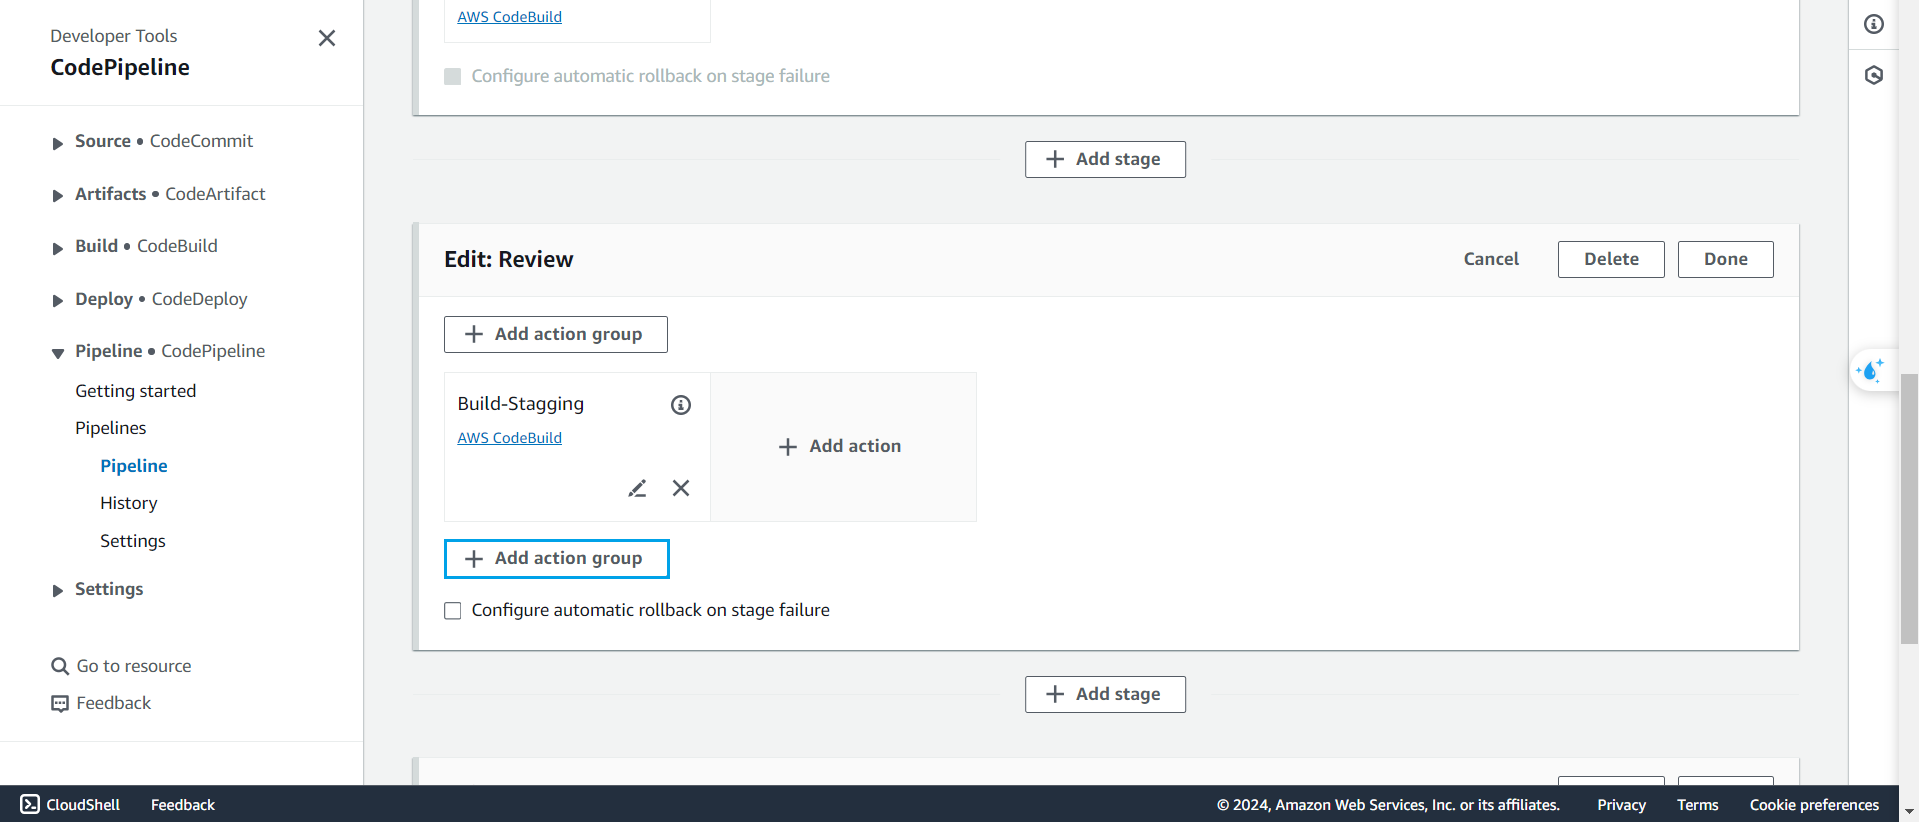 Developer Tools
CodePipeline
Source • CodeCommit
Artifacts • CodeArtifact
Build • CodeBuild
Deploy • CodeDeploy
Pipeline • CodePipeline
Getting started
Pipelines
Pipeline
History
Settings
Settings
Go to resource
Feedback
AWS CodeBuild
Configure automatic rollback on stage failure
Add stage
Edit: Review
Cancel
Delete
Done
Add action group
Build-Stagging
AWS CodeBuild
Add action
Add action group
Configure automatic rollback on stage failure
Add stage
CloudShell
Feedback
© 2024, Amazon Web Services, Inc. or its affiliates.
Privacy
Terms
Cookie preferences